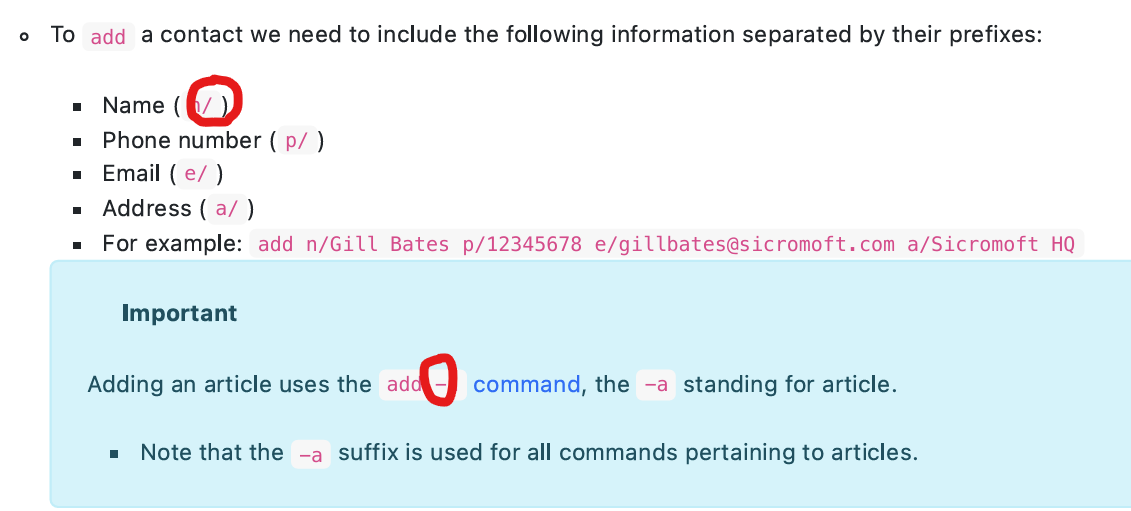 To add a contact we need to include the following information separated by their prefixes:
Name ( n/ )
Phone number ( p/ )
Email ( e/ )
Address ( a/ )
For example: add n/Gill Bates p/12345678 e/gillbates@sicromoft.com a/Sicromoft HQ
Important
Adding an article uses the add - command, the -a standing for article.
Note that the -a suffix is used for all commands pertaining to articles.